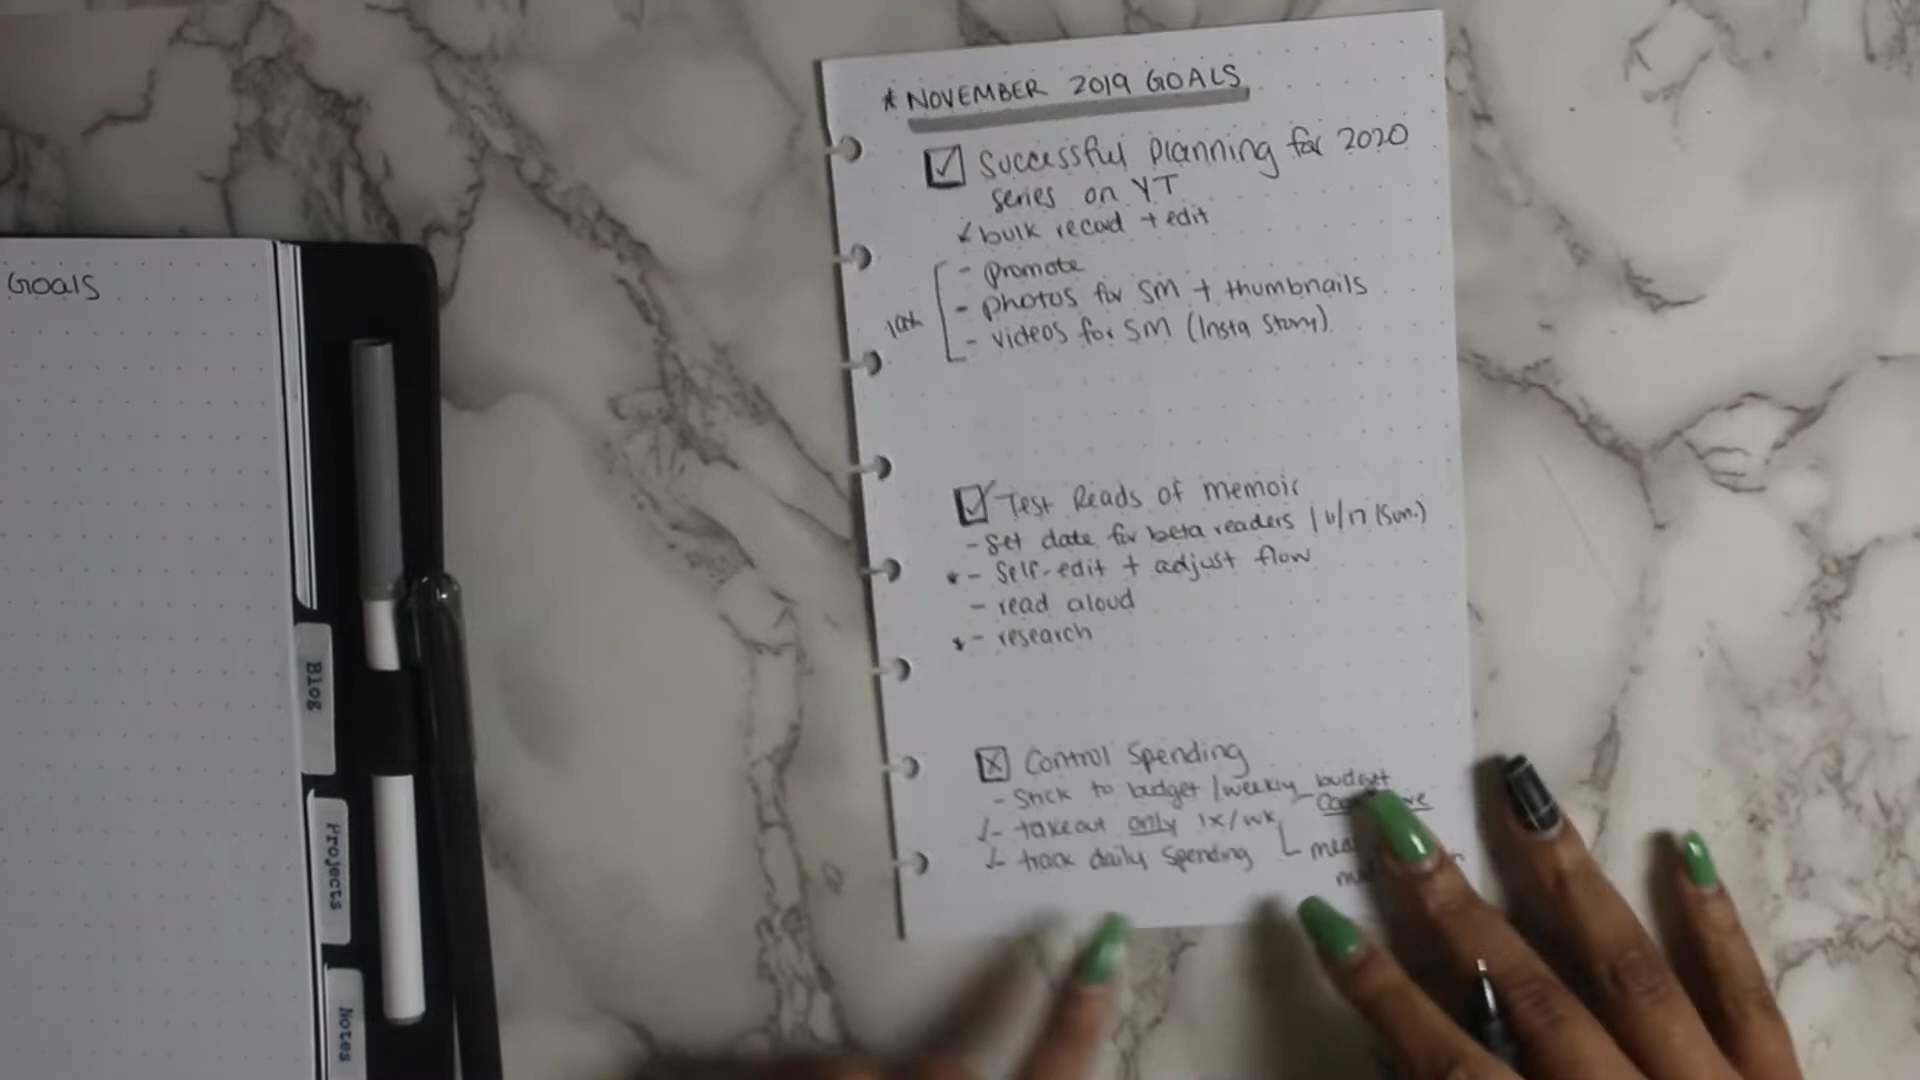 Goals
* NOVEMBER 2019 GOALS
Successful Planning for 2020
series on YT
bulk record + edit
- promote
- photos for SM + thumbnails
- videos for SM (Insta Story)
Test Reads of memoir
- Set date for beta readers | 11/17 (Sun.)
* - Self-edit + adjust flow
- read aloud
* - research
Control Spending
- Stick to budget / weekly budget
- takeout only 1x/wk
- track daily spending
Blog
Projects
Notes